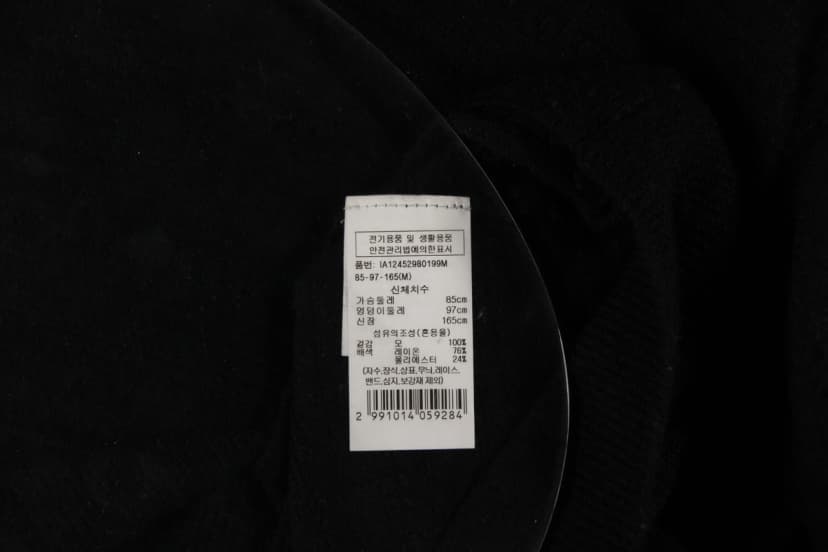 전기용품 및 생활용품
안전관리법에의한표시
품번: IA12452980199M
85-97-165(M)
신체치수
가슴둘레 85cm
엉덩이둘레 97cm
신장 165cm
섬유의조성(혼용율)
겉감 모 100%
배색 레이온 76%
폴리에스터 24%
(자수,장식,상표,무늬,레이스,
밴드,심지,보강재 제외)
2 991014 059284